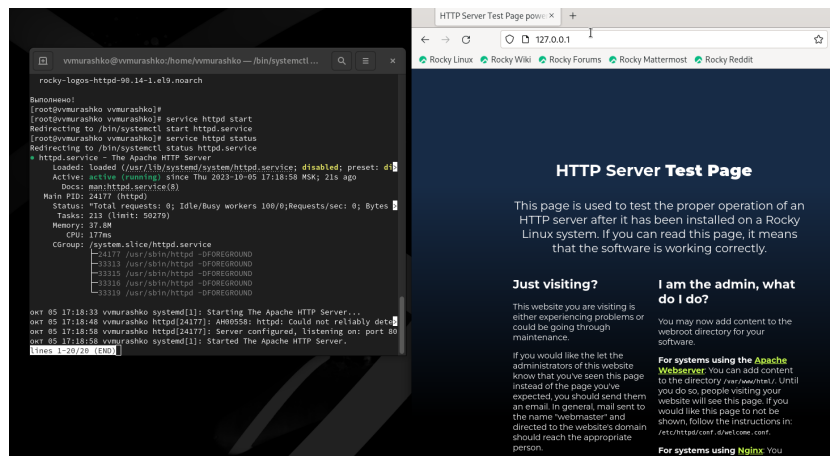 vvmurashko@vvmurashko:/home/vvmurashko — /bin/systemctl ...
rocky-logos-httpd-90.14-1.el9.noarch
Выполнено!
[root@vvmurashko vvmurashko]#
[root@vvmurashko vvmurashko]# service httpd start
Redirecting to /bin/systemctl start httpd.service
[root@vvmurashko vvmurashko]# service httpd status
Redirecting to /bin/systemctl status httpd.service
● httpd.service - The Apache HTTP Server
Loaded: loaded (/usr/lib/systemd/system/httpd.service; disabled; preset: di>
Active: active (running) since Thu 2023-10-05 17:18:58 MSK; 21s ago
Docs: man:httpd.service(8)
Main PID: 24177 (httpd)
Status: "Total requests: 0; Idle/Busy workers 100/0;Requests/sec: 0; Bytes >
Tasks: 213 (limit: 50279)
Memory: 37.8M
CPU: 177ms
CGroup: /system.slice/httpd.service
├─24177 /usr/sbin/httpd -DFOREGROUND
├─33313 /usr/sbin/httpd -DFOREGROUND
├─33315 /usr/sbin/httpd -DFOREGROUND
├─33316 /usr/sbin/httpd -DFOREGROUND
└─33319 /usr/sbin/httpd -DFOREGROUND
окт 05 17:18:33 vvmurashko systemd[1]: Starting The Apache HTTP Server...
окт 05 17:18:48 vvmurashko httpd[24177]: AH00558: httpd: Could not reliably dete>
окт 05 17:18:58 vvmurashko httpd[24177]: Server configured, listening on: port 80
окт 05 17:18:58 vvmurashko systemd[1]: Started The Apache HTTP Server.
lines 1-20/20 (END)
HTTP Server Test Page powe
127.0.0.1
Rocky Linux Rocky Wiki Rocky Forums Rocky Mattermost Rocky Reddit
HTTP Server Test Page
This page is used to test the proper operation of an
HTTP server after it has been installed on a Rocky
Linux system. If you can read this page, it means
that the software is working correctly.
Just visiting?
This website you are visiting is
either experiencing problems or
could be going through
maintenance.
If you would like the let the
administrators of this website
know that you've seen this page
instead of the page you've
expected, you should send them
an email. In general, mail sent to
the name "webmaster" and
directed to the website's domain
should reach the appropriate
person.
I am the admin, what
do I do?
You may now add content to the
webroot directory for your
software.
For systems using the Apache
Webserver: You can add content
to the directory /var/www/html/. Until
you do so, people visiting your
website will see this page. If you
would like this page to not be
shown, follow the instructions in:
/etc/httpd/conf.d/welcome.conf.
For systems using Nginx: You